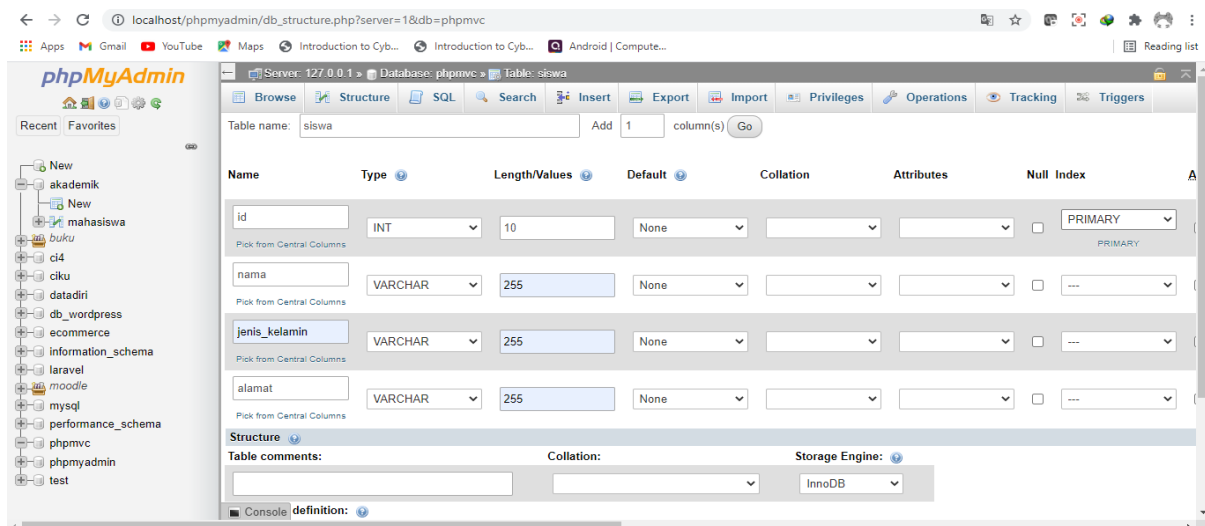 localhost/phpmyadmin/db_structure.php?server=1&db=phpmvc
Apps Gmail YouTube Maps Introduction to Cyb... Introduction to Cyb... Android | Compute... Reading list
phpMyAdmin
Recent Favorites
New
akademik
New
mahasiswa
buku
ci4
ciku
datadiri
db_wordpress
ecommerce
information_schema
laravel
moodle
mysql
performance_schema
phpmvc
phpmyadmin
test
Server: 127.0.0.1 » Database: phpmvc » Table: siswa
Browse Structure SQL Search Insert Export Import Privileges Operations Tracking Triggers
Table name: siswa Add 1 column(s) Go
Name Type Length/Values Default Collation Attributes Null Index A
id INT 10 None PRIMARY
Pick from Central Columns PRIMARY
nama VARCHAR 255 None ---
Pick from Central Columns
jenis_kelamin VARCHAR 255 None ---
Pick from Central Columns
alamat VARCHAR 255 None ---
Pick from Central Columns
Structure
Table comments: Collation: Storage Engine:
InnoDB
Console definition: